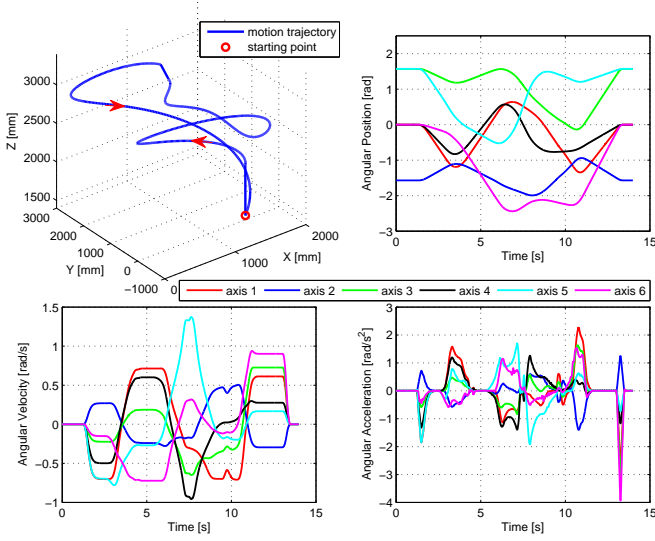 motion trajectory
starting point
3000
2500
2000
1500
Z [mm]
3000
2000
1000
0
−1000
Y [mm]
0
1000
2000
X [mm]
2
1
0
−1
−2
−3
Angular Position [rad]
0 5 10 15
Time [s]
axis 1 axis 2 axis 3 axis 4 axis 5 axis 6
1.5
1
0.5
0
−0.5
−1
Angular Velocity [rad/s]
0 5 10 15
Time [s]
3
2
1
0
−1
−2
−3
−4
Angular Acceleration [rad/s²]
0 5 10 15
Time [s]